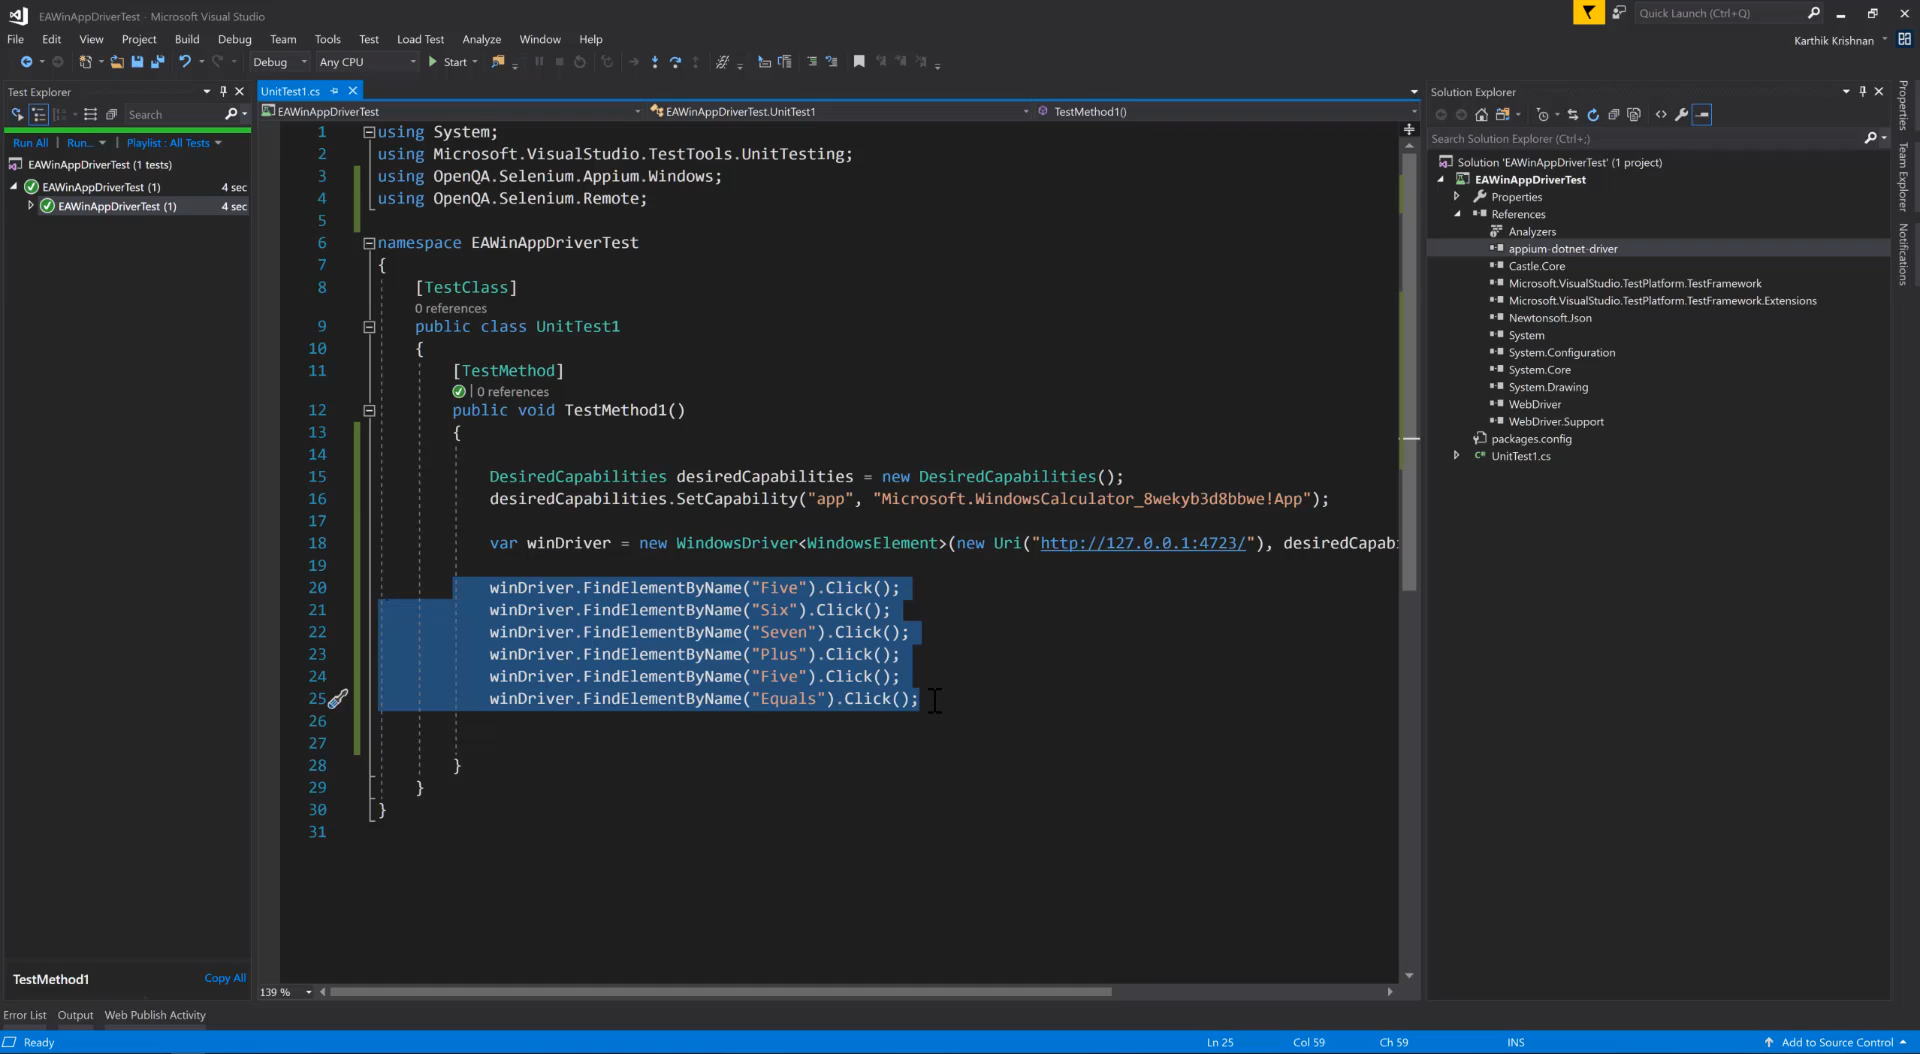 EAWinAppDriverTest - Microsoft Visual Studio
Quick Launch (Ctrl+Q)
File Edit View Project Build Debug Team Tools Test Load Test Analyze Window Help
Karthik Krishnan
Debug Any CPU Start
Test Explorer
Search
Run All Run... Playlist : All Tests
EAWinAppDriverTest (1 tests)
EAWinAppDriverTest (1) 4 sec
EAWinAppDriverTest (1) 4 sec
TestMethod1
Copy All
UnitTest1.cs
EAWinAppDriverTest EAWinAppDriverTest.UnitTest1 TestMethod1()
1 using System;
2 using Microsoft.VisualStudio.TestTools.UnitTesting;
3 using OpenQA.Selenium.Appium.Windows;
4 using OpenQA.Selenium.Remote;
5
6 namespace EAWinAppDriverTest
7 {
8 [TestClass]
0 references
9 public class UnitTest1
10 {
11 [TestMethod]
| 0 references
12 public void TestMethod1()
13 {
14
15 DesiredCapabilities desiredCapabilities = new DesiredCapabilities();
16 desiredCapabilities.SetCapability("app", "Microsoft.WindowsCalculator_8wekyb3d8bbwe!App");
17
18 var winDriver = new WindowsDriver<WindowsElement>(new Uri("http://127.0.0.1:4723/"), desiredCapabi
19
20 winDriver.FindElementByName("Five").Click();
21 winDriver.FindElementByName("Six").Click();
22 winDriver.FindElementByName("Seven").Click();
23 winDriver.FindElementByName("Plus").Click();
24 winDriver.FindElementByName("Five").Click();
25 winDriver.FindElementByName("Equals").Click();
26
27
28 }
29 }
30 }
31
139 %
Solution Explorer
Search Solution Explorer (Ctrl+;)
Solution 'EAWinAppDriverTest' (1 project)
EAWinAppDriverTest
Properties
References
Analyzers
appium-dotnet-driver
Castle.Core
Microsoft.VisualStudio.TestPlatform.TestFramework
Microsoft.VisualStudio.TestPlatform.TestFramework.Extensions
Newtonsoft.Json
System
System.Configuration
System.Core
System.Drawing
WebDriver
WebDriver.Support
packages.config
C# UnitTest1.cs
Properties
Team Explorer
Notifications
Error List Output Web Publish Activity
Ready Ln 25 Col 59 Ch 59 INS Add to Source Control